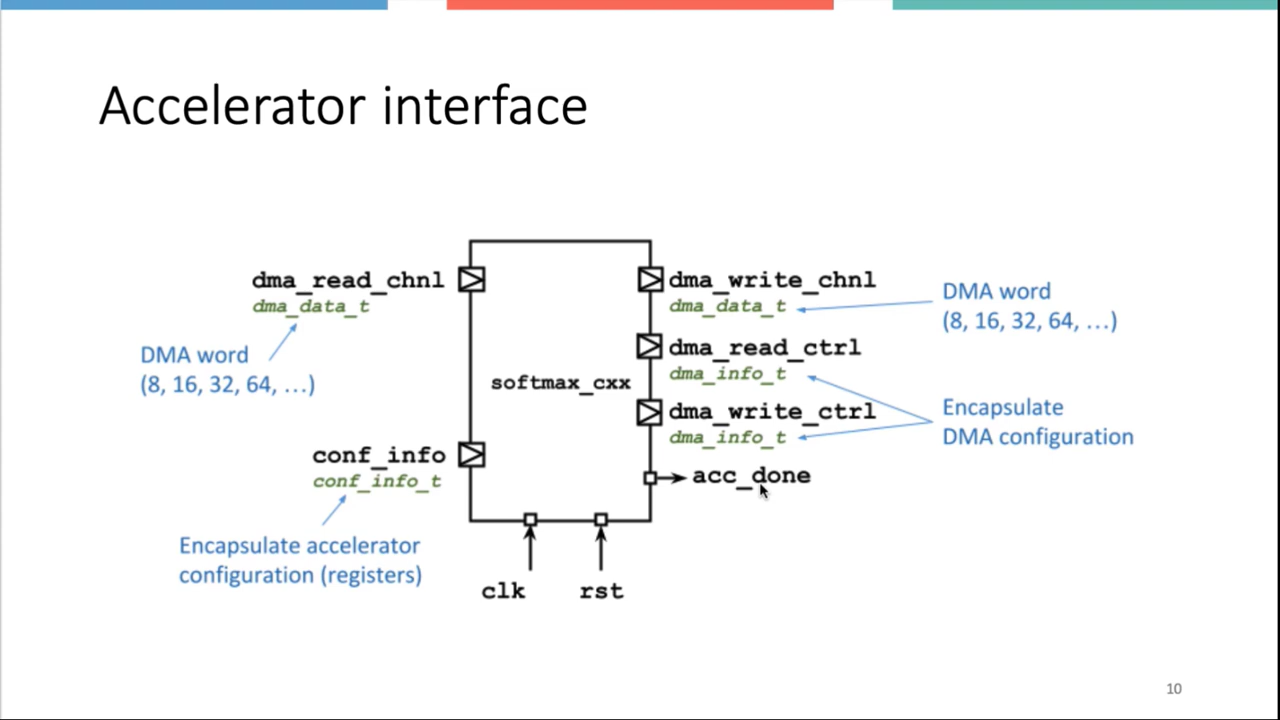 Accelerator interface
dma_read_chnl
dma_data_t
DMA word
(8, 16, 32, 64, ...)
conf_info
conf_info_t
Encapsulate accelerator
configuration (registers)
softmax_cxx
clk
rst
dma_write_chnl
dma_data_t
dma_read_ctrl
dma_info_t
dma_write_ctrl
dma_info_t
acc_done
DMA word
(8, 16, 32, 64, ...)
Encapsulate
DMA configuration
10